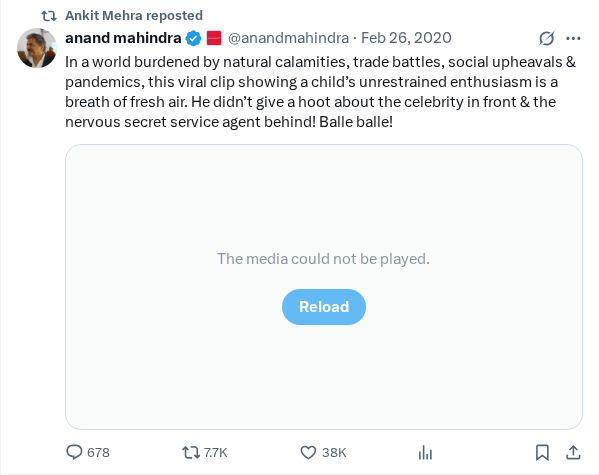 Ankit Mehra reposted
anand mahindra @anandmahindra · Feb 26, 2020
In a world burdened by natural calamities, trade battles, social upheavals &
pandemics, this viral clip showing a child’s unrestrained enthusiasm is a
breath of fresh air. He didn’t give a hoot about the celebrity in front & the
nervous secret service agent behind! Balle balle!
The media could not be played.
Reload
678 7.7K 38K